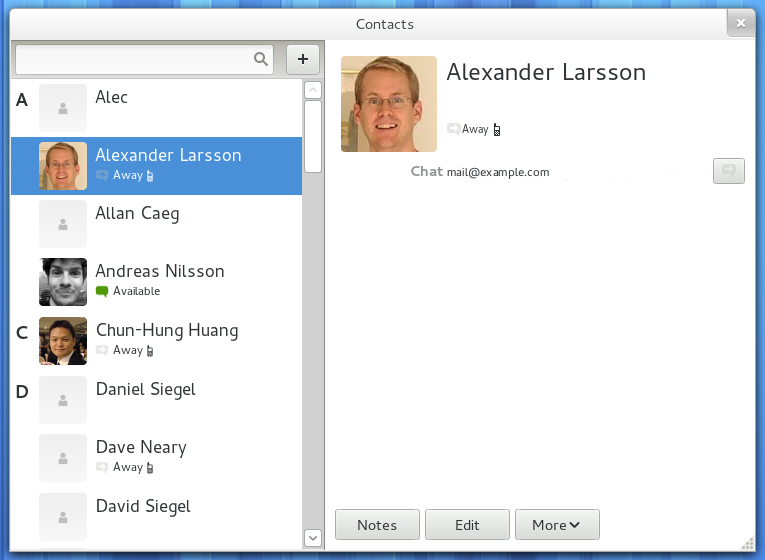 Contacts
A
Alec
Alexander Larsson
Away
Allan Caeg
Andreas Nilsson
Available
C
Chun-Hung Huang
Away
D
Daniel Siegel
Dave Neary
Away
David Siegel
Alexander Larsson
Away
Chat mail@example.com
Notes
Edit
More